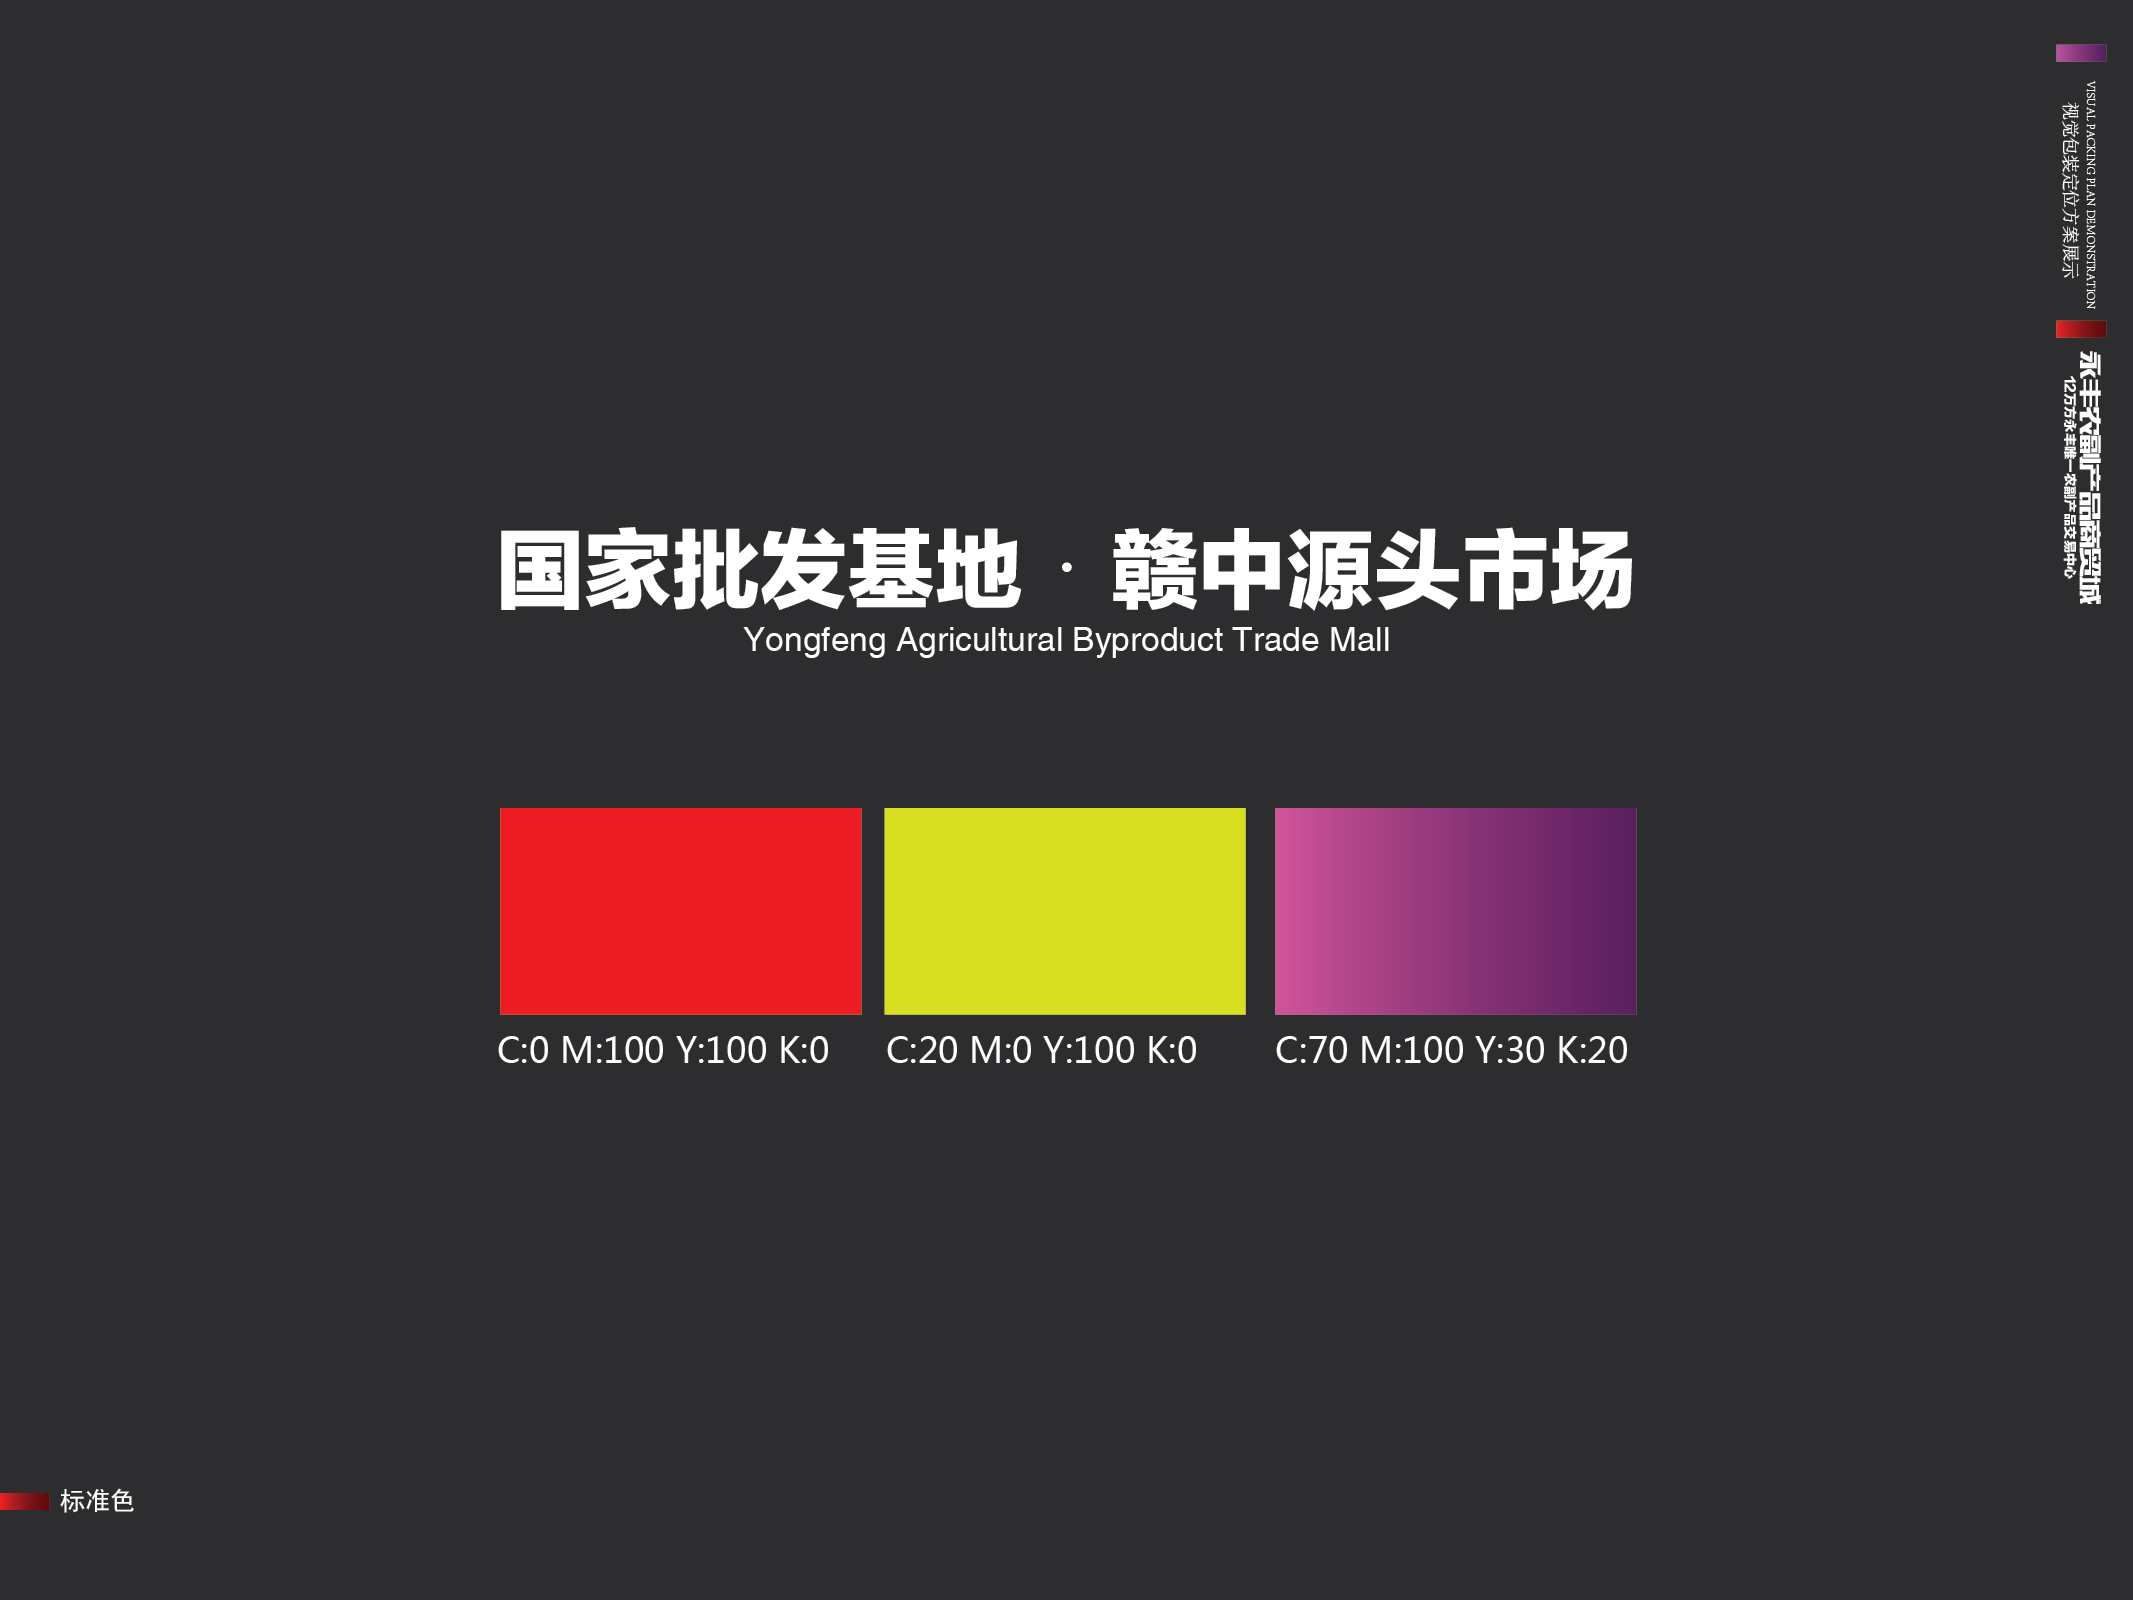 国家批发基地 · 赣中源头市场
Yongfeng Agricultural Byproduct Trade Mall
C:0 M:100 Y:100 K:0
C:20 M:0 Y:100 K:0
C:70 M:100 Y:30 K:20
VISUAL PACKING PLAN DEMONSTRATION
视觉包装定位方案展示
永丰农副产品商贸城
12万方永丰唯一农副产品交易中心
标准色